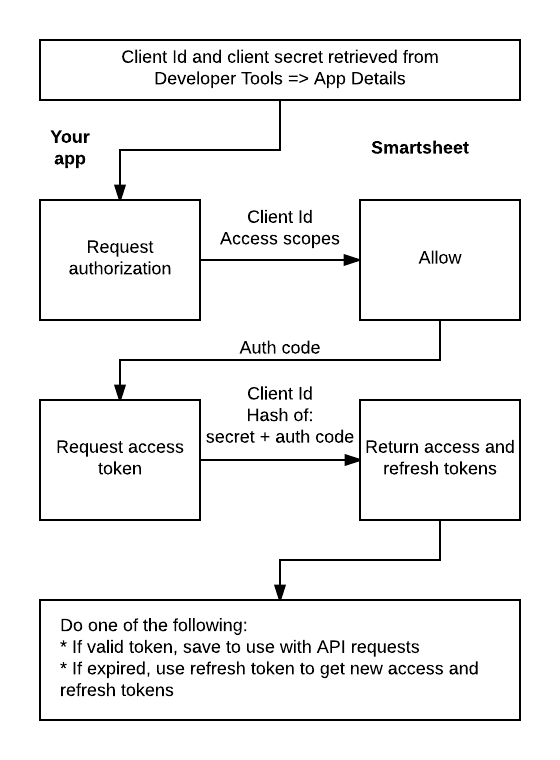 Client Id and client secret retrieved from
Developer Tools => App Details
Your
app
Smartsheet
Request
authorization
Client Id
Access scopes
Allow
Auth code
Request access
token
Client Id
Hash of:
secret + auth code
Return access and
refresh tokens
Do one of the following:
* If valid token, save to use with API requests
* If expired, use refresh token to get new access and
refresh tokens